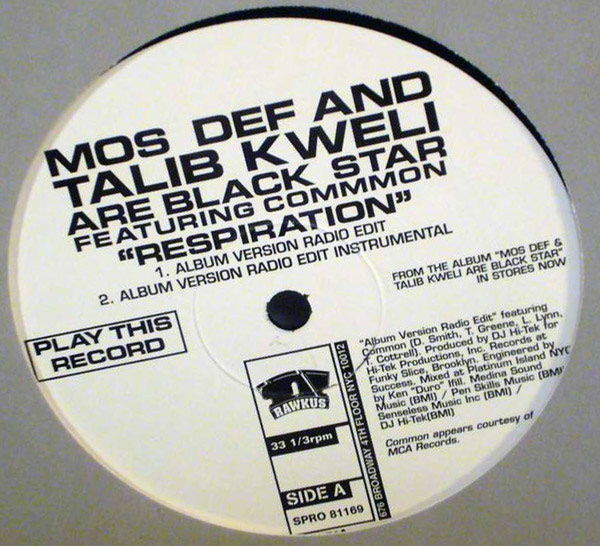 MOS DEF AND
TALIB KWELI
ARE BLACK STAR
FEATURING COMMMON
"RESPIRATION"
1. ALBUM VERSION RADIO EDIT
2. ALBUM VERSION RADIO EDIT INSTRUMENTAL
FROM THE ALBUM "MOS DEF &
TALIB KWELI ARE BLACK STAR"
IN STORES NOW
PLAY THIS
RECORD
"Album Version Radio Edit" featuring
Common (D. Smith, T. Greene, L. Lynn,
T. Cottrell). Produced by DJ Hi-Tek for
Hi-Tek Productions, Inc. Records at
Funky Slice, Brooklyn. Engineered by
Success. Mixed at Platinum Island NYC
by Ken "Duro" Ifill. Medina Sound
Music (BMI) / Pen Skills Music (BMI)
Senseless Music Inc (BMI) /
DJ Hi-Tek(BMI)
Common appears courtesy of
MCA Records.
RAWKUS
33 1/3rpm
SIDE A
SPRO 81169
676 BROADWAY 4TH FLOOR NYC 10012